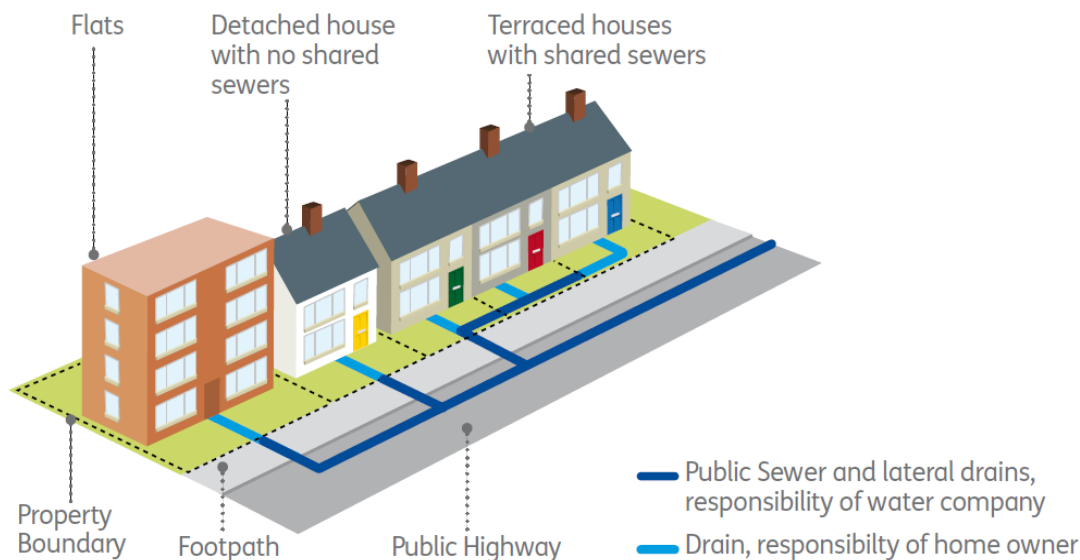 Flats
Detached house
with no shared
sewers
Terraced houses
with shared sewers
Property
Boundary
Footpath
Public Highway
Public Sewer and lateral drains,
responsibility of water company
Drain, responsibilty of home owner